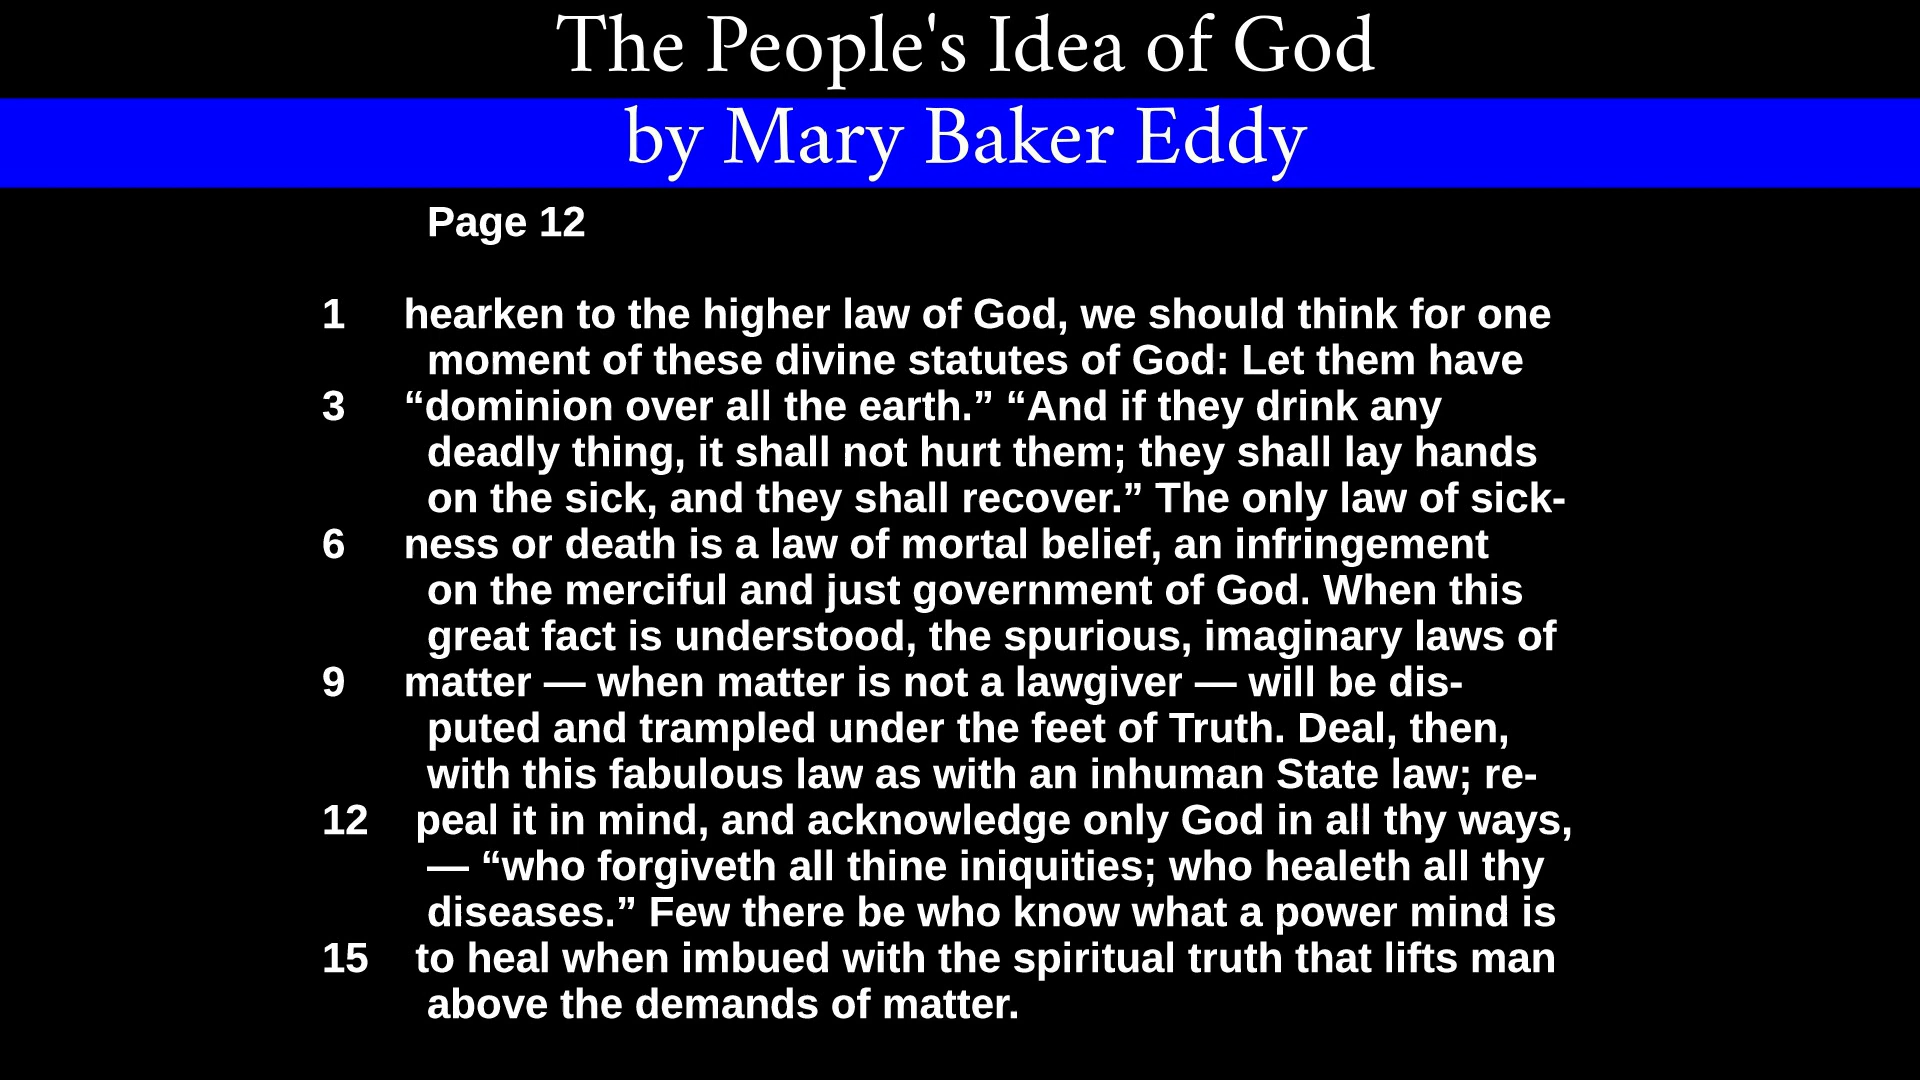 The People's Idea of God
by Mary Baker Eddy
Page 12
1 hearken to the higher law of God, we should think for one
moment of these divine statutes of God: Let them have
3 “dominion over all the earth.” “And if they drink any
deadly thing, it shall not hurt them; they shall lay hands
on the sick, and they shall recover.” The only law of sick-
6 ness or death is a law of mortal belief, an infringement
on the merciful and just government of God. When this
great fact is understood, the spurious, imaginary laws of
9 matter — when matter is not a lawgiver — will be dis-
puted and trampled under the feet of Truth. Deal, then,
with this fabulous law as with an inhuman State law; re-
12 peal it in mind, and acknowledge only God in all thy ways,
— “who forgiveth all thine iniquities; who healeth all thy
diseases.” Few there be who know what a power mind is
15 to heal when imbued with the spiritual truth that lifts man
above the demands of matter.